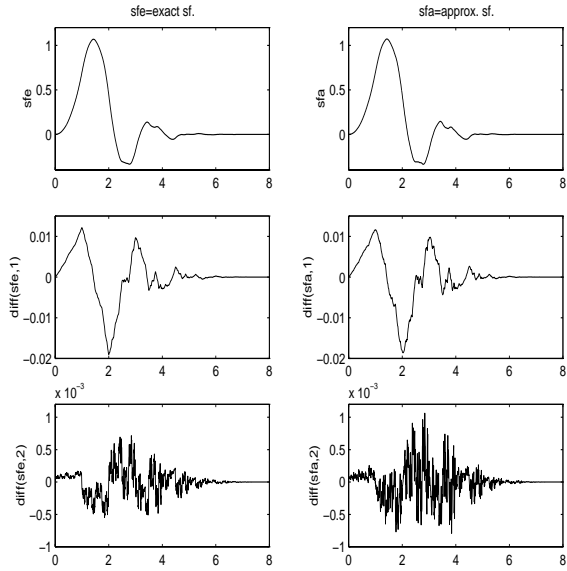 sfe=exact sf.
sfa=approx. sf.
1
0.5
0
sfe
0 2 4 6 8
1
0.5
0
sfa
0 2 4 6 8
0.01
0
−0.01
−0.02
diff(sfe,1)
0 2 4 6 8
0.01
0
−0.01
−0.02
diff(sfa,1)
0 2 4 6 8
x 10⁻³
1
0.5
0
−0.5
−1
diff(sfe,2)
0 2 4 6 8
x 10⁻³
1
0.5
0
−0.5
−1
diff(sfa,2)
0 2 4 6 8